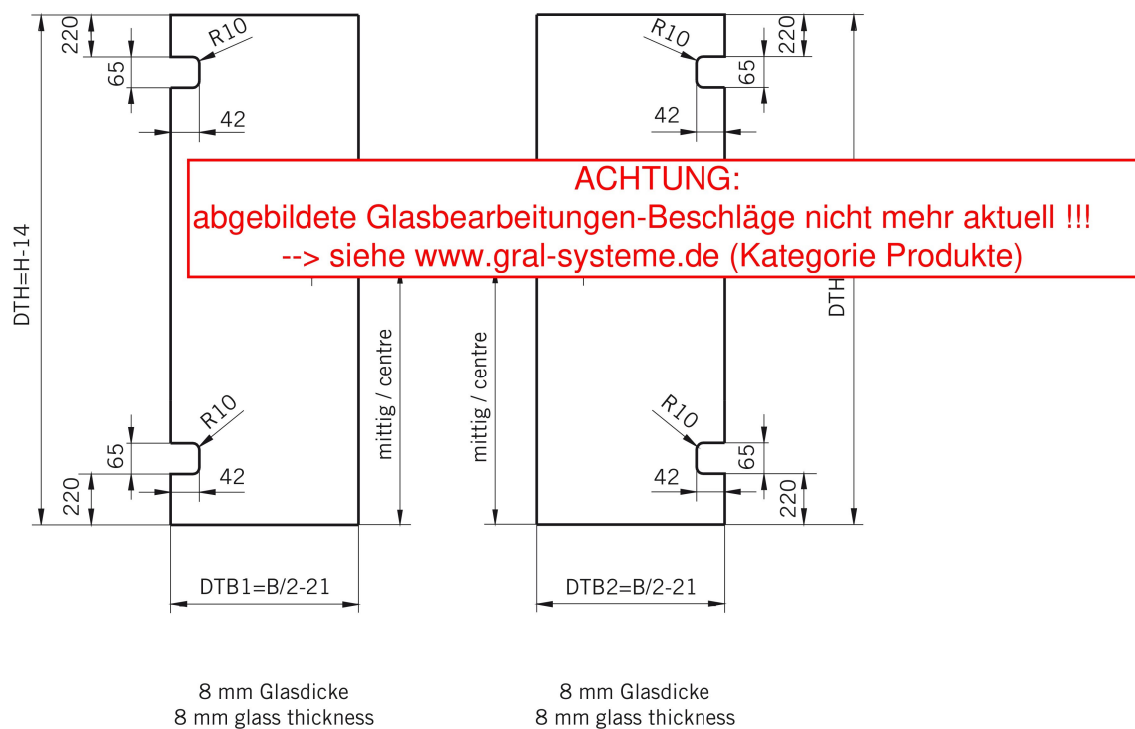 220
R10
65
42
R10
220
65
42
ACHTUNG:
abgebildete Glasbearbeitungen-Beschläge nicht mehr aktuell !!!
--> siehe www.gral-systeme.de (Kategorie Produkte)
DTH=H-14
mittig / centre
mittig / centre
DTH
R10
65
42
220
R10
65
42
220
DTB1=B/2-21
DTB2=B/2-21
8 mm Glasdicke
8 mm glass thickness
8 mm Glasdicke
8 mm glass thickness